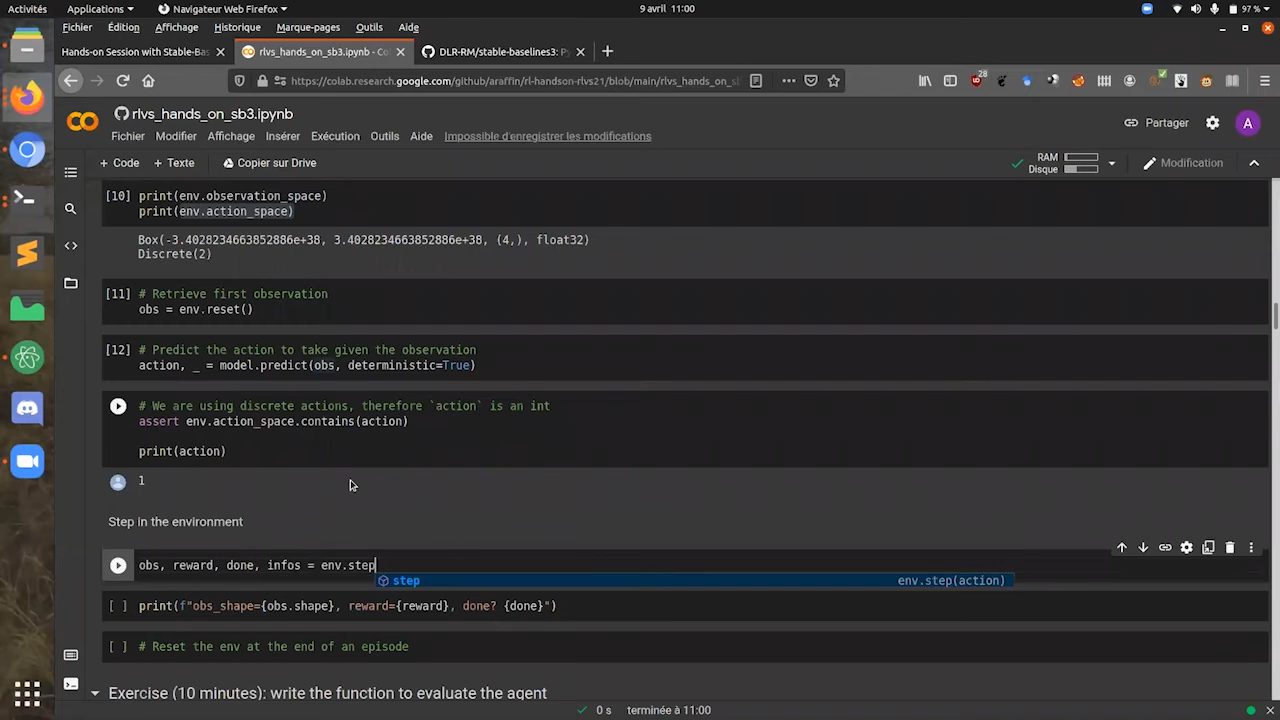 Activités
Applications
Navigateur Web Firefox
9 avril 11:00
97 %
Fichier Édition Affichage Historique Marque-pages Outils Aide
Hands-on Session with Stable-Bas
rlvs_hands_on_sb3.ipynb - Co
DLR-RM/stable-baselines3: Py
https://colab.research.google.com/github/araffin/rl-handson-rlvs21/blob/main/rlvs_hands_on_sb
28
rlvs_hands_on_sb3.ipynb
Partager
A
Fichier Modifier Affichage Insérer Exécution Outils Aide Impossible d'enregistrer les modifications
+ Code + Texte Copier sur Drive
RAM
Disque
Modification
[10] print(env.observation_space)
print(env.action_space)
Box(-3.4028234663852886e+38, 3.4028234663852886e+38, (4,), float32)
Discrete(2)
[11] # Retrieve first observation
obs = env.reset()
[12] # Predict the action to take given the observation
action, _ = model.predict(obs, deterministic=True)
# We are using discrete actions, therefore `action` is an int
assert env.action_space.contains(action)
print(action)
1
Step in the environment
obs, reward, done, infos = env.step
step env.step(action)
[ ] print(f"obs_shape={obs.shape}, reward={reward}, done? {done}")
[ ] # Reset the env at the end of an episode
Exercise (10 minutes): write the function to evaluate the agent
0 s terminée à 11:00